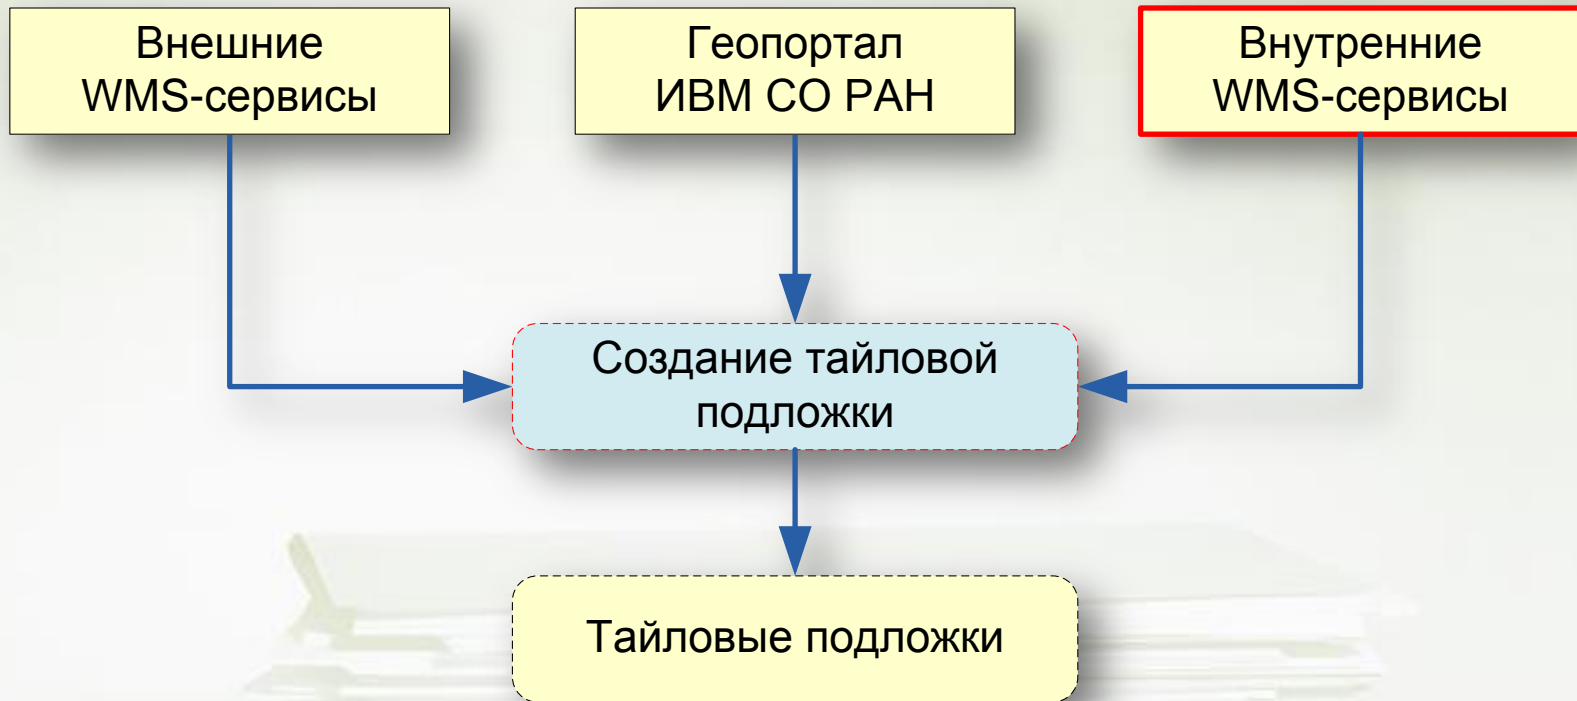 Внешние
WMS-сервисы
Геопортал
ИВМ СО РАН
Внутренние
WMS-сервисы
Создание тайловой
подложки
Тайловые подложки